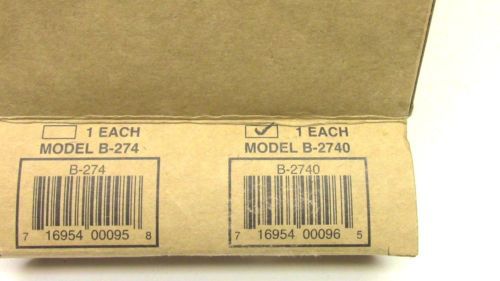 1 EACH
MODEL B-274
B-274
7 16954 00095 8
1 EACH
MODEL B-2740
B-2740
7 16954 00096 5